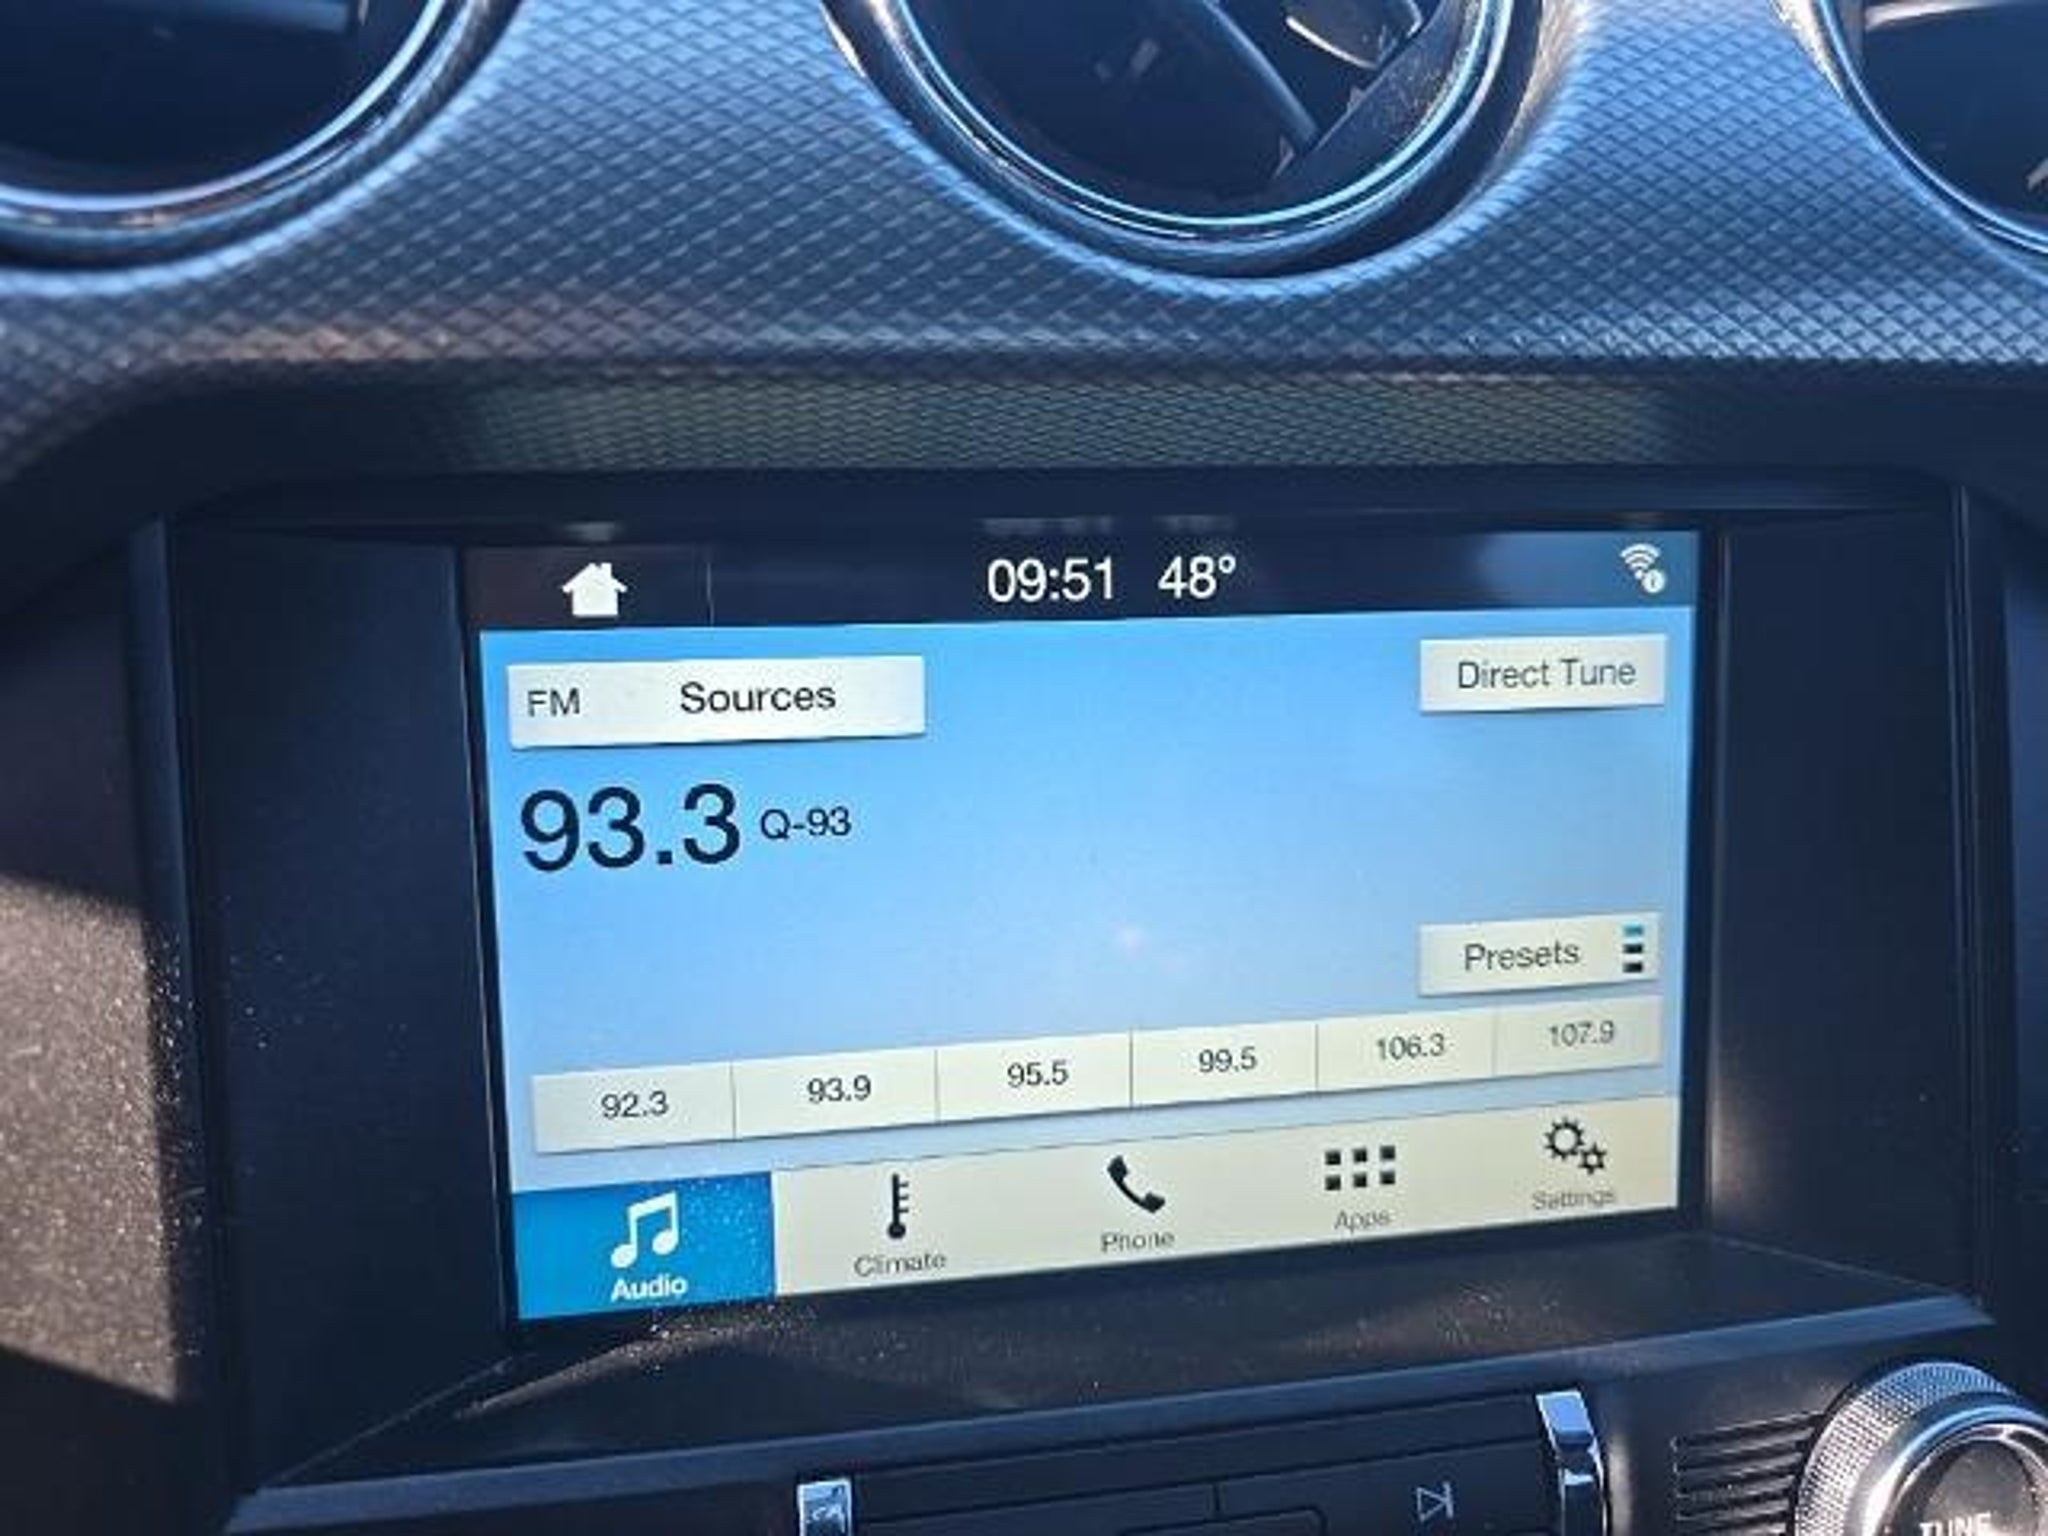 09:51 48°
FM Sources
Direct Tune
93.3 Q-93
Presets
92.3 93.9 95.5 99.5 106.3 107.9
Audio Climate Phone Apps Settings
TUNE